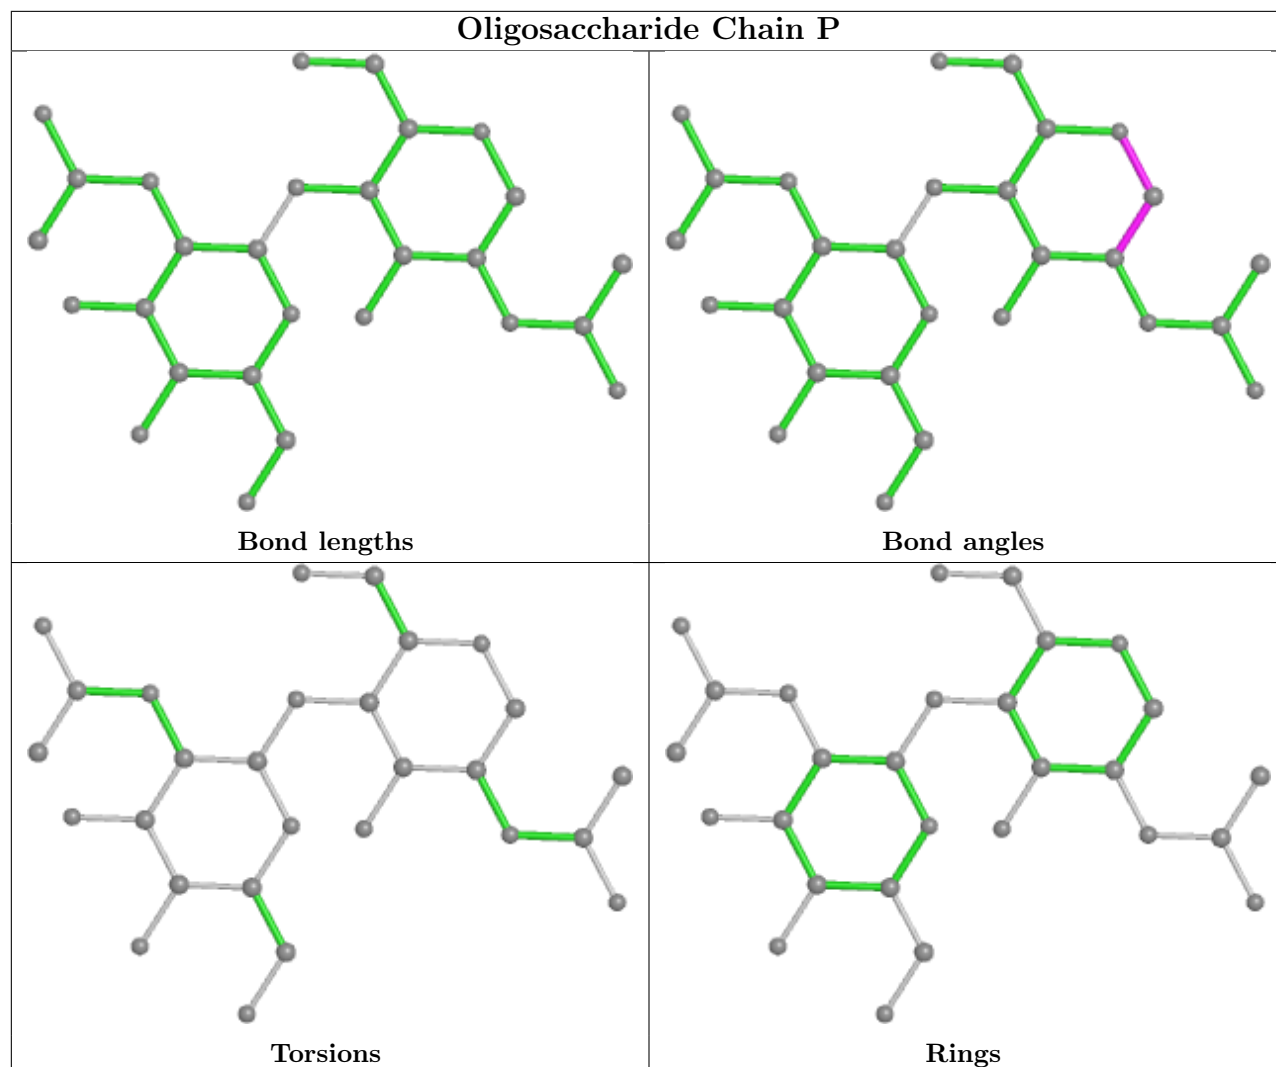 Oligosaccharide Chain P
Bond lengths
Bond angles
Torsions
Rings